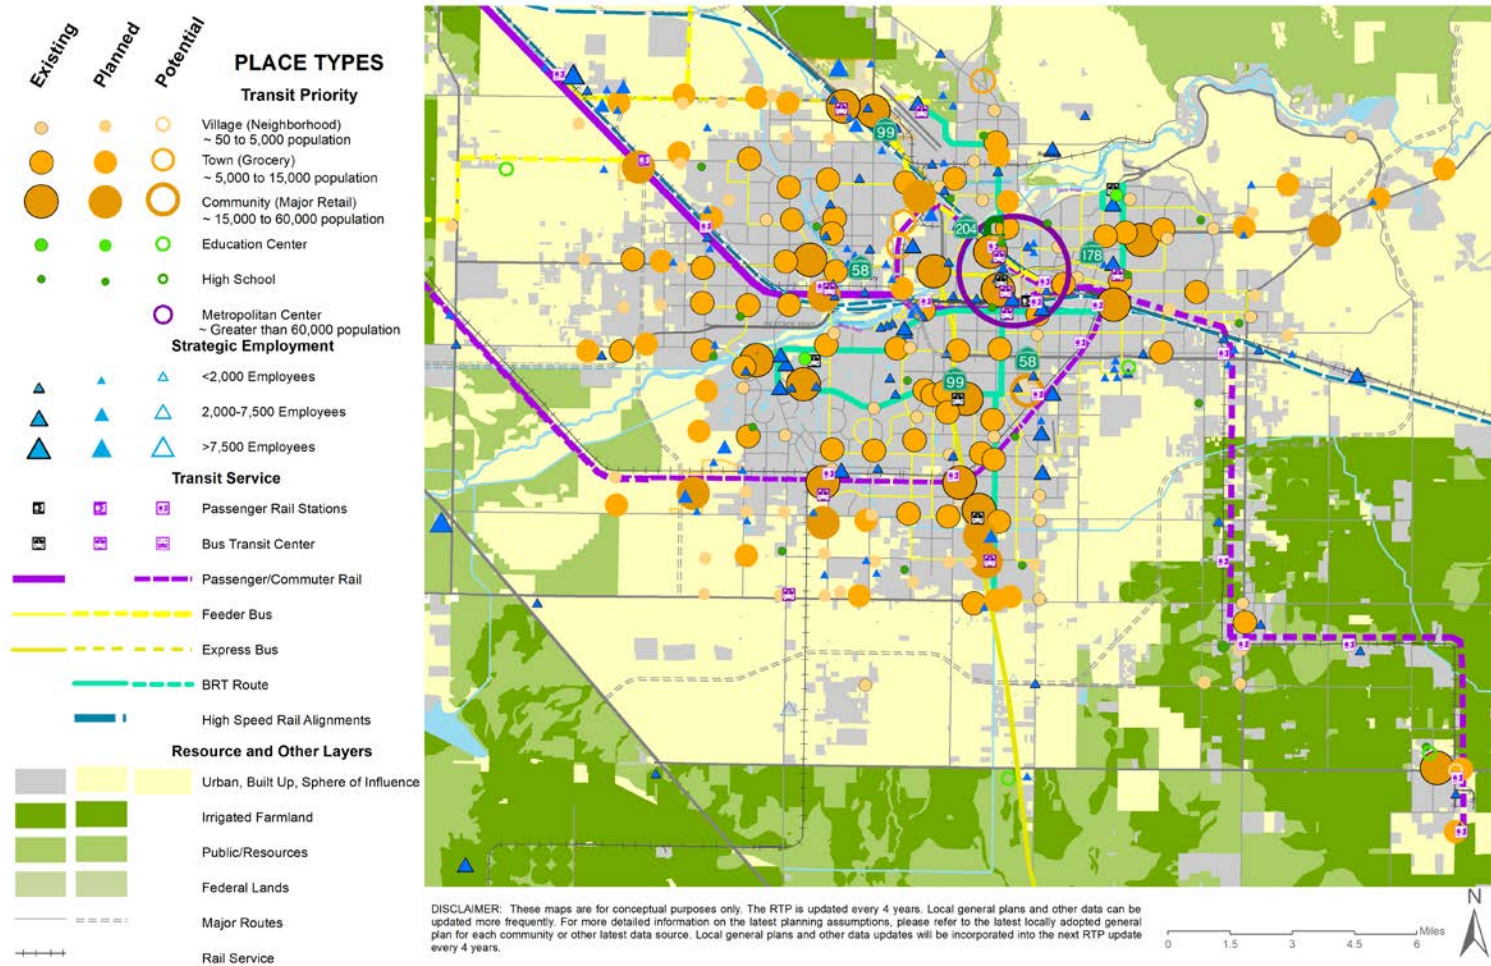 Existing
Planned
Potential
PLACE TYPES
Transit Priority
Village (Neighborhood)
~ 50 to 5,000 population
Town (Grocery)
~ 5,000 to 15,000 population
Community (Major Retail)
~ 15,000 to 60,000 population
Education Center
High School
Metropolitan Center
~ Greater than 60,000 population
Strategic Employment
<2,000 Employees
2,000-7,500 Employees
>7,500 Employees
Transit Service
Passenger Rail Stations
Bus Transit Center
Passenger/Commuter Rail
Feeder Bus
Express Bus
BRT Route
High Speed Rail Alignments
Resource and Other Layers
Urban, Built Up, Sphere of Influence
Irrigated Farmland
Public/Resources
Federal Lands
Major Routes
Rail Service
99
204
178
58
58
99
DISCLAIMER: These maps are for conceptual purposes only. The RTP is updated every 4 years. Local general plans and other data can be
updated more frequently. For more detailed information on the latest planning assumptions, please refer to the latest locally adopted general
plan for each community or other latest data source. Local general plans and other data updates will be incorporated into the next RTP update
every 4 years.
N
Miles
0 1.5 3 4.5 6